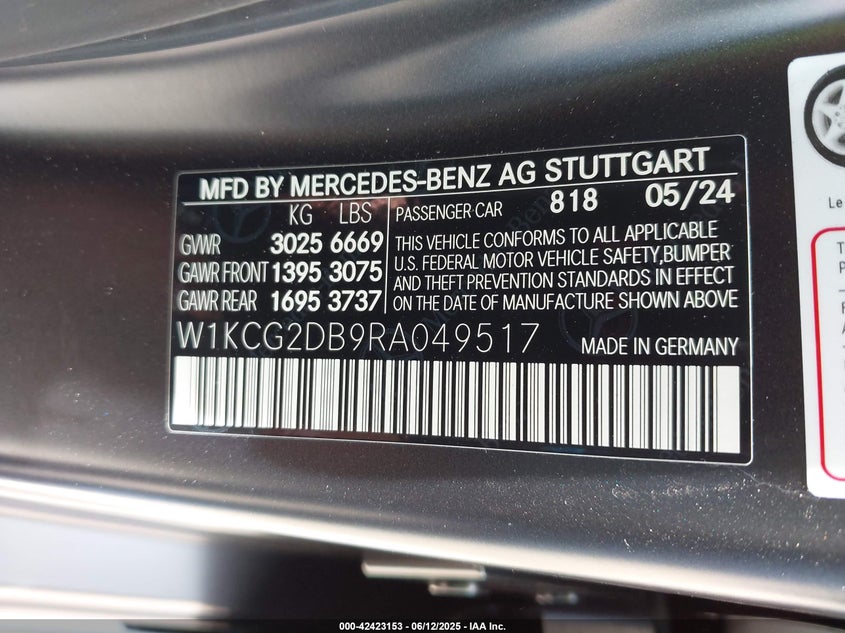 MFD BY MERCEDES-BENZ AG STUTTGART
KG LBS PASSENGER CAR 818 05/24
GVWR 3025 6669
GAWR FRONT 1395 3075
GAWR REAR 1695 3737
THIS VEHICLE CONFORMS TO ALL APPLICABLE
U.S. FEDERAL MOTOR VEHICLE SAFETY,BUMPER
AND THEFT PREVENTION STANDARDS IN EFFECT
ON THE DATE OF MANUFACTURE SHOWN ABOVE
W1KCG2DB9RA049517 MADE IN GERMANY
Le
000-42423153 - 06/12/2025 - IAA Inc.